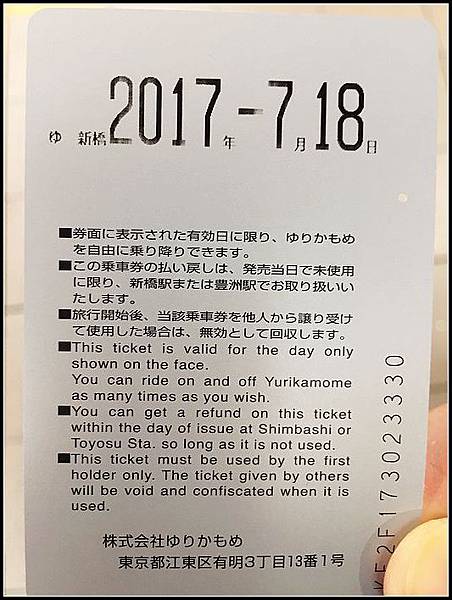 ゆ 新橋 2017年-7月18日
■券面に表示された有効日に限り、ゆりかもめ
を自由に乗り降りできます。
■この乗車券の払い戻しは、発売当日で未使用
に限り、新橋駅または豊洲駅でお取り扱いい
たします。
■旅行開始後、当該乗車券を他人から譲り受け
て使用した場合は、無効として回収します。
■This ticket is valid for the day only
shown on the face.
You can ride on and off Yurikamome
as many times as you wish.
■You can get a refund on this ticket
within the day of issue at Shimbashi or
Toyosu Sta. so long as it is not used.
■This ticket must be used by the first
holder only. The ticket given by others
will be void and confiscated when it is
used.
株式会社ゆりかもめ
東京都江東区有明3丁目13番1号
KF2F173023330